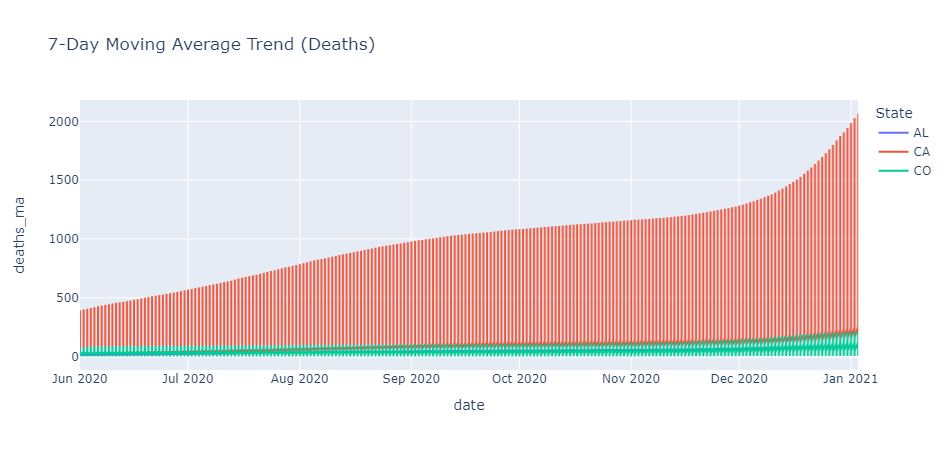 7-Day Moving Average Trend (Deaths)
State
AL
CA
CO
deaths_ma
2000
1500
1000
500
0
Jun 2020
Jul 2020
Aug 2020
Sep 2020
Oct 2020
Nov 2020
Dec 2020
Jan 2021
date